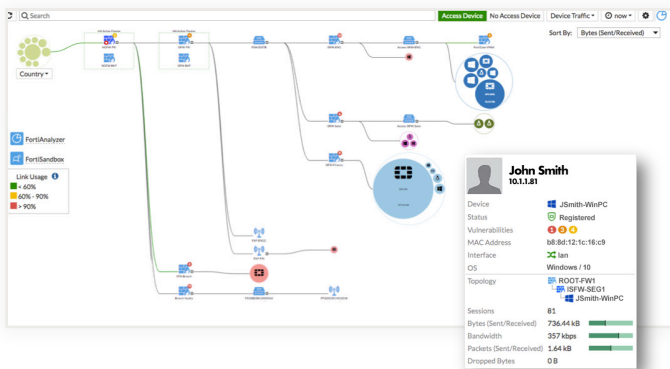 Search
Access Device
No Access Device
Device Traffic
now
Sort By:
Bytes (Sent/Received)
Country
FortiAnalyzer
FortiSandbox
Link Usage
< 60%
60% - 90%
> 90%
John Smith
10.1.1.81
Device JSmith-WinPC
Status Registered
Vulnerabilities 1 3 4
MAC Address b8:8d:12:1c:16:c9
Interface lan
OS Windows / 10
Topology ROOT-FW1
ISFW-SEG1
JSmith-WinPC
Sessions 81
Bytes (Sent/Received) 736.44 kB
Bandwidth 357 kbps
Packets (Sent/Received) 1.64 kB
Dropped Bytes 0 B